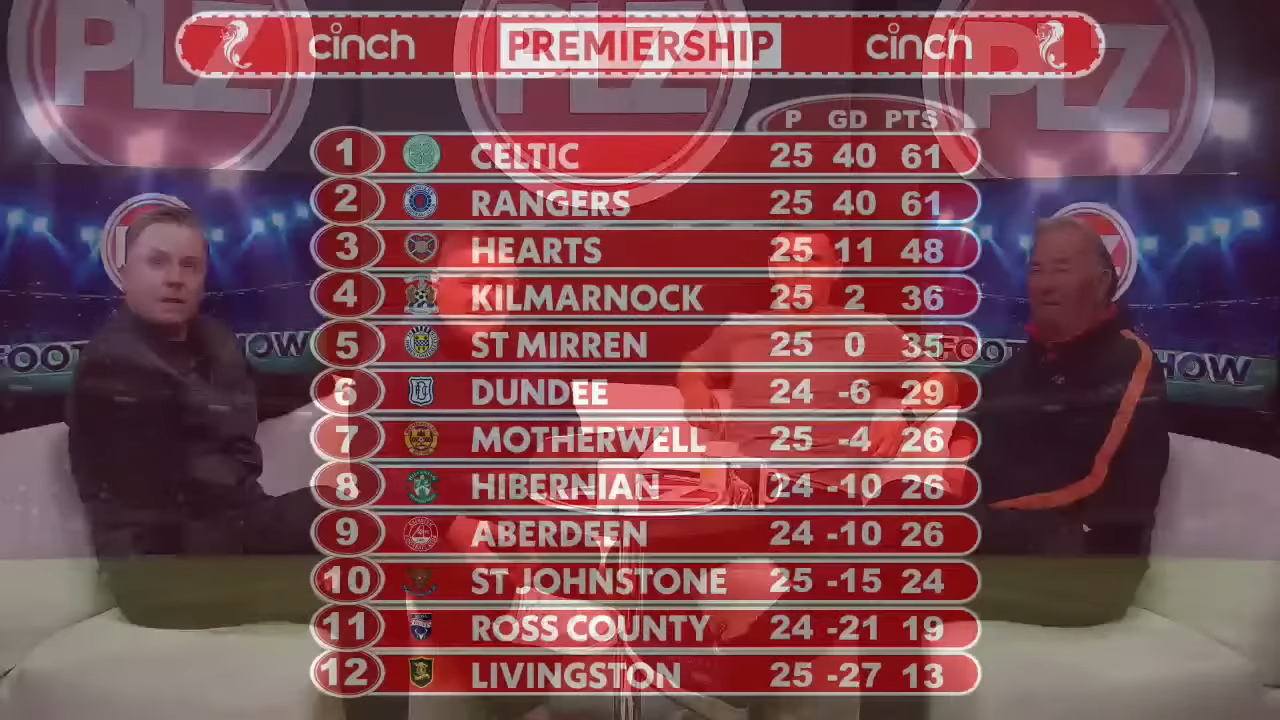 PLZ PLZ PLZ
cinch PREMIERSHIP cinch
P GD PTS
1 CELTIC 25 40 61
2 RANGERS 25 40 61
3 HEARTS 25 11 48
4 KILMARNOCK 25 2 36
5 ST MIRREN 25 0 35
6 DUNDEE 24 -6 29
7 MOTHERWELL 25 -4 26
8 HIBERNIAN 24 -10 26
9 ABERDEEN 24 -10 26
10 ST JOHNSTONE 25 -15 24
11 ROSS COUNTY 24 -21 19
12 LIVINGSTON 25 -27 13